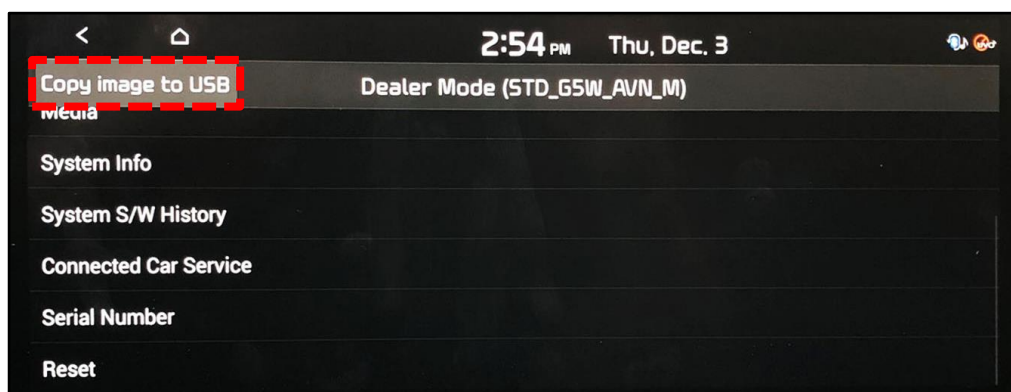 2:54 PM Thu, Dec. 3
Copy image to USB Dealer Mode (STD_G5W_AVN_M)
Media
System Info
System S/W History
Connected Car Service
Serial Number
Reset